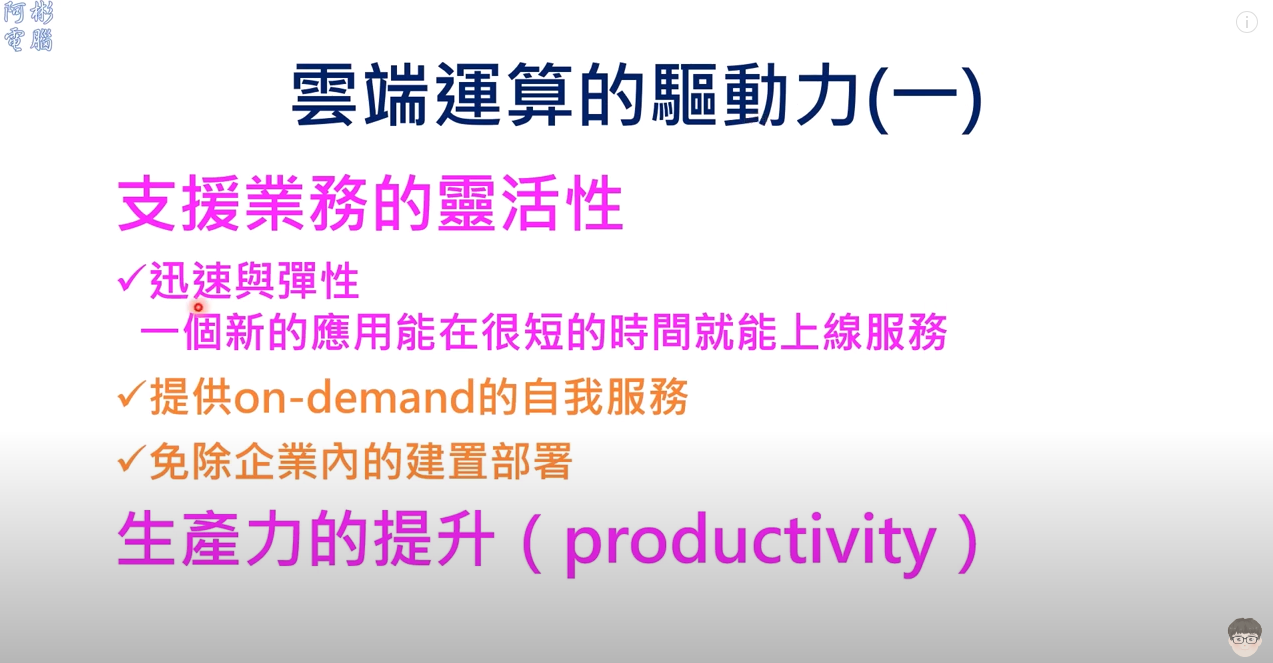 阿彬
電腦
雲端運算的驅動力(一)
支援業務的靈活性
✓迅速與彈性
一個新的應用能在很短的時間就能上線服務
✓提供on-demand的自我服務
✓免除企業內的建置部署
生產力的提升（productivity）